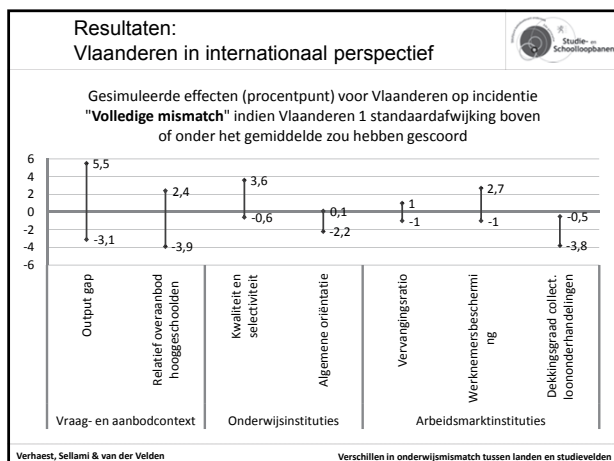 Resultaten:
Vlaanderen in internationaal perspectief
Studie- en
Schoolloopbanen
Gesimuleerde effecten (procentpunt) voor Vlaanderen op incidentie
"Volledige mismatch" indien Vlaanderen 1 standaardafwijking boven
of onder het gemiddelde zou hebben gescoord
6
4
2
0
-2
-4
-6
5,5
-3,1
2,4
-3,9
3,6
-0,6
0,1
-2,2
1
-1
2,7
-1
-0,5
-3,8
Output gap
Relatief overaanbod
hooggeschoolden
Kwaliteit en
selectiviteit
Algemene oriëntatie
Vervangingsratio
Werknemersbeschermi
ng
Dekkingsgraad collect.
loononderhandelingen
Vraag- en aanbodcontext
Onderwijsinstituties
Arbeidsmarktinstituties
Verhaest, Sellami & van der Velden
Verschillen in onderwijsmismatch tussen landen en studievelden